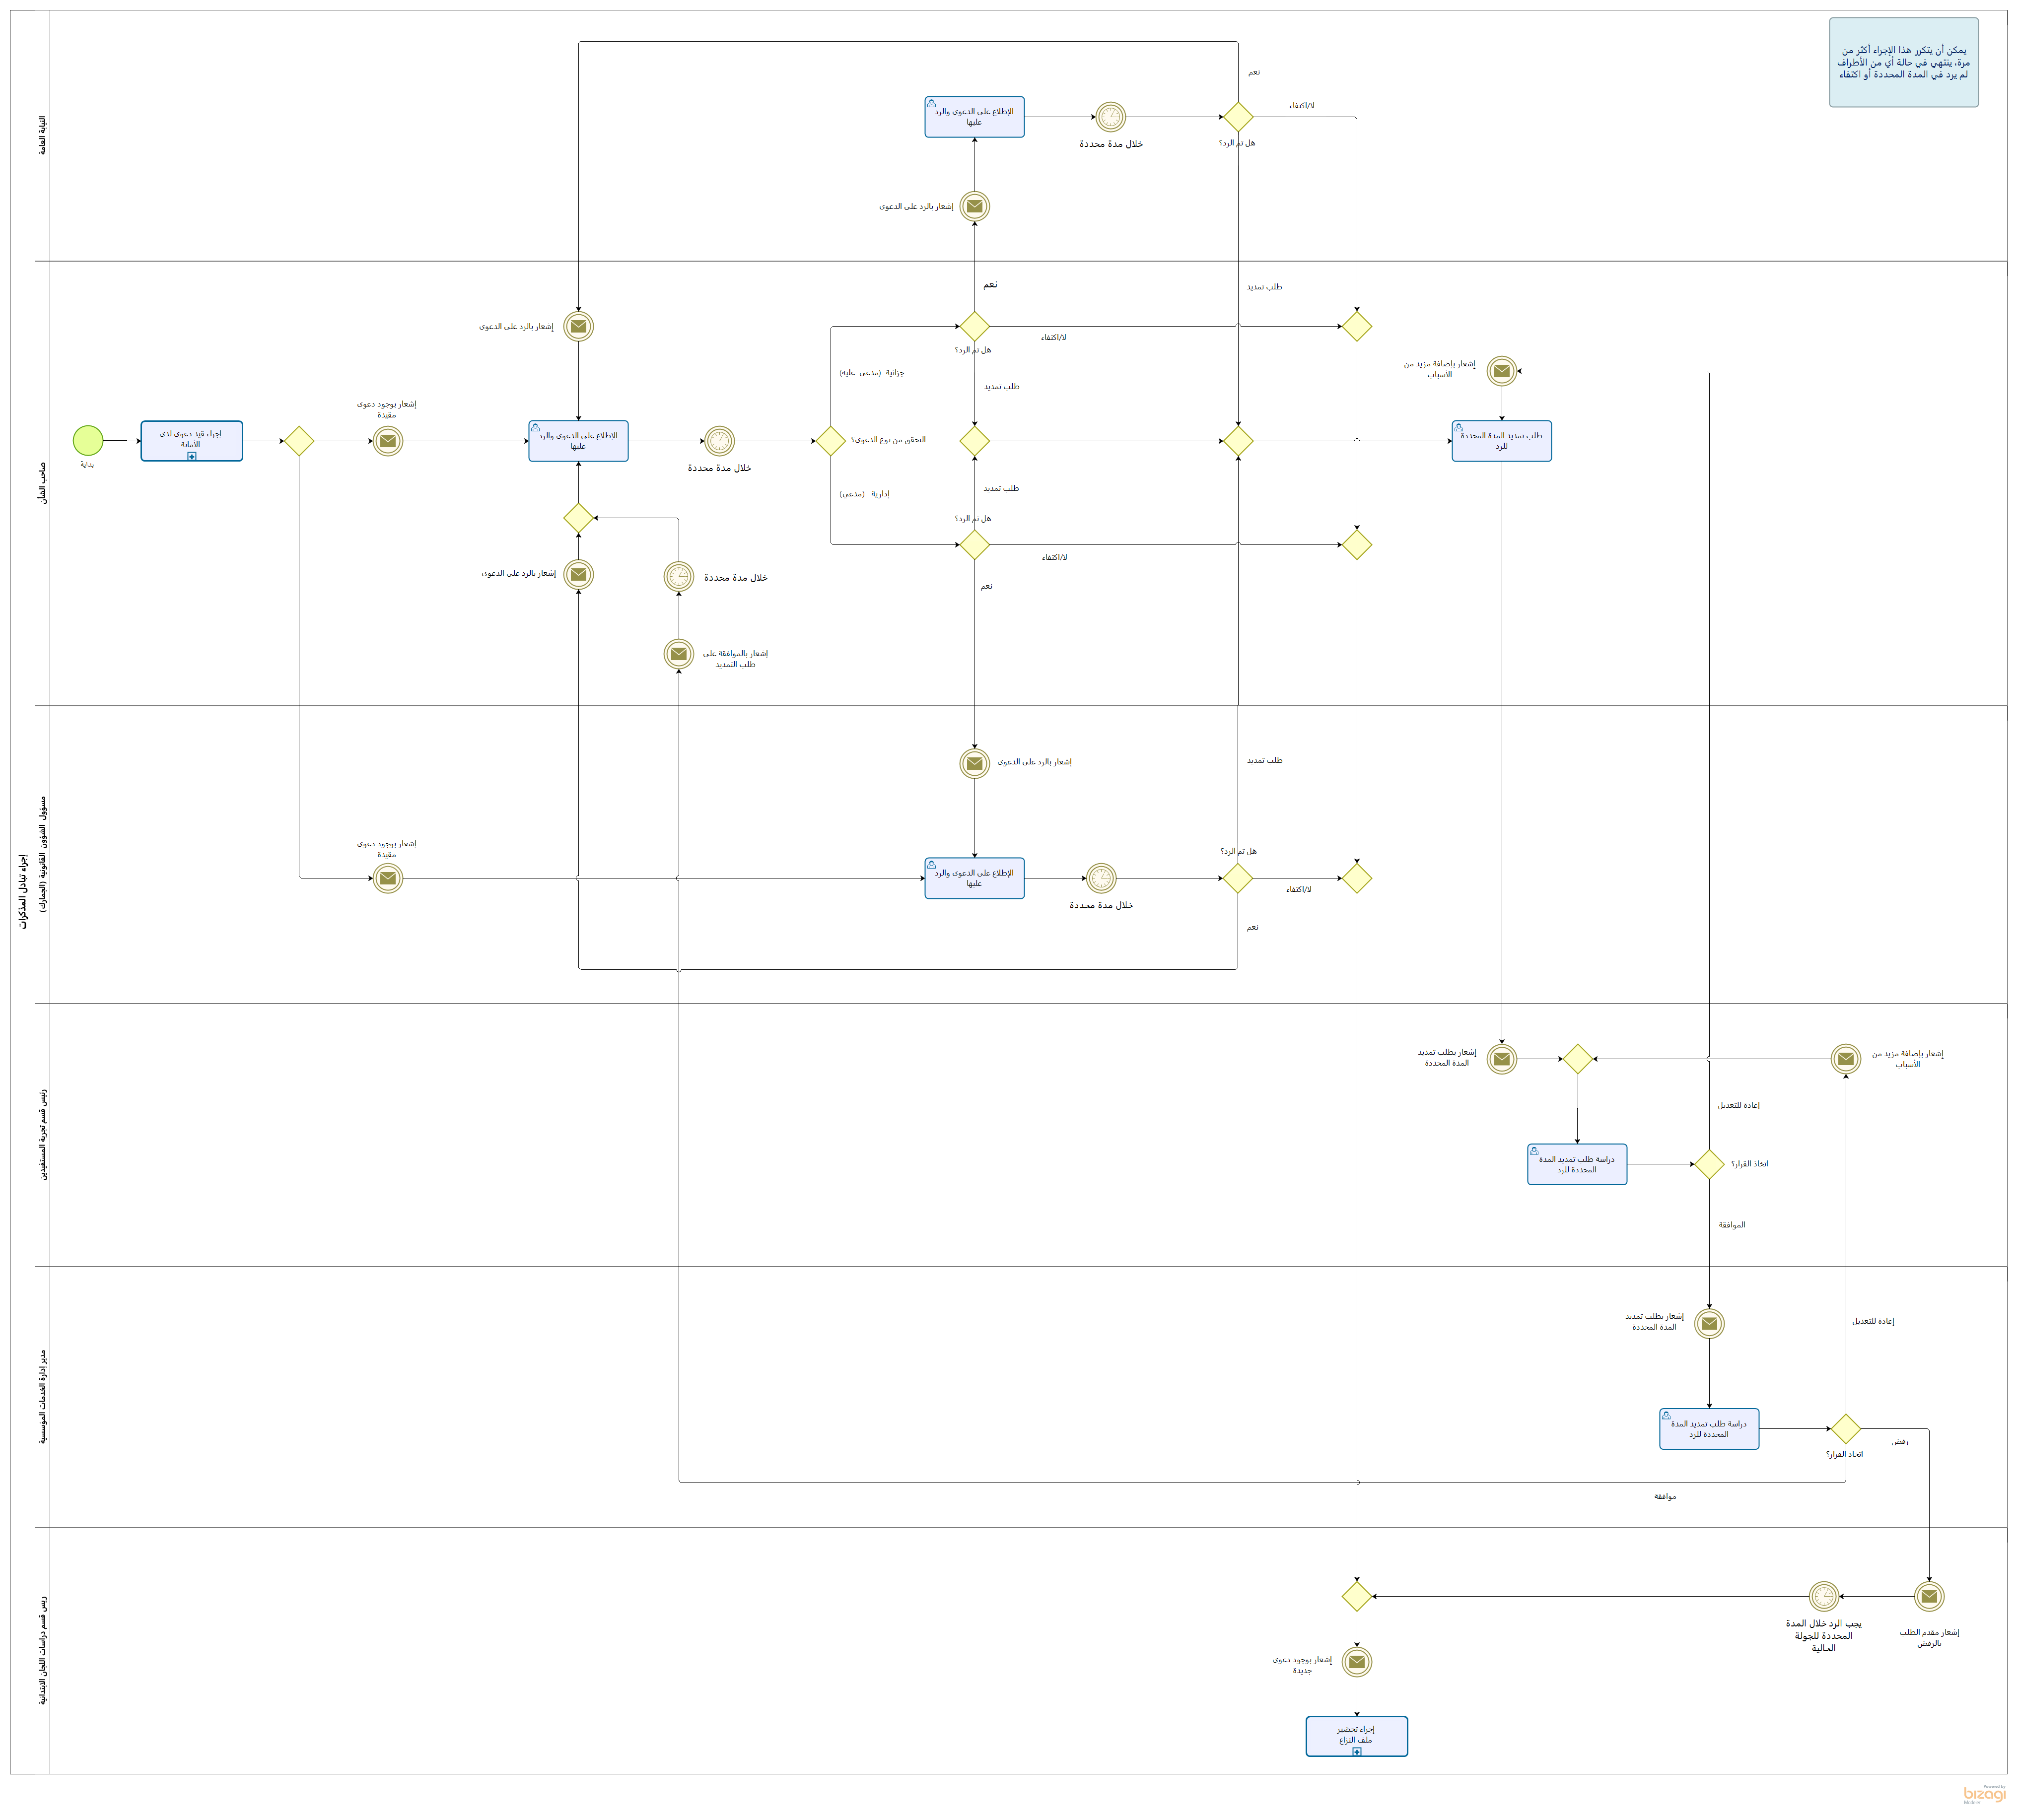 إجراء تبادل المذكرات
النيابة العامة
يمكن أن يتكرر هذا الإجراء أكثر من
مرة، ينتهي في حالة أي من الأطراف
لم يرد في المدة المحددة أو اكتفاء
نعم
لا/اكتفاء
الإطلاع على الدعوى والرد
عليها
خلال مدة محددة
هل تم الرد؟
إشعار بالرد على الدعوى
صاحب الشأن
نعم
طلب تمديد
إشعار بالرد على الدعوى
لا/اكتفاء
هل تم الرد؟
جزائية (مدعى عليه)
طلب تمديد
إشعار بإضافة مزيد من
الأسباب
بداية
إجراء قيد دعوى لدى
الأمانة
إشعار بوجود دعوى
مقيدة
الإطلاع على الدعوى والرد
عليها
خلال مدة محددة
التحقق من نوع الدعوى؟
طلب تمديد المدة المحددة
للرد
إدارية (مدعي)
طلب تمديد
هل تم الرد؟
لا/اكتفاء
نعم
إشعار بالرد على الدعوى
خلال مدة محددة
إشعار بالموافقة على
طلب التمديد
مسؤول الشؤون القانونية (الجمارك)
إشعار بالرد على الدعوى
طلب تمديد
إشعار بوجود دعوى
مقيدة
الإطلاع على الدعوى والرد
عليها
خلال مدة محددة
هل تم الرد؟
لا/اكتفاء
نعم
رئيس قسم تجربة المستفيدين
إشعار بطلب تمديد
المدة المحددة
إشعار بإضافة مزيد من
الأسباب
إعادة للتعديل
دراسة طلب تمديد المدة
المحددة للرد
اتخاذ القرار؟
الموافقة
مدير إدارة الخدمات المؤسسية
إشعار بطلب تمديد
المدة المحددة
إعادة للتعديل
دراسة طلب تمديد المدة
المحددة للرد
اتخاذ القرار؟
رفض
موافقة
ريس قسم دراسات اللجان الابتدائية
يجب الرد خلال المدة
المحددة للجولة
الحالية
إشعار مقدم الطلب
بالرفض
إشعار بوجود دعوى
جديدة
إجراء تحضير
ملف النزاع
Powered by
bizagi
Modeler